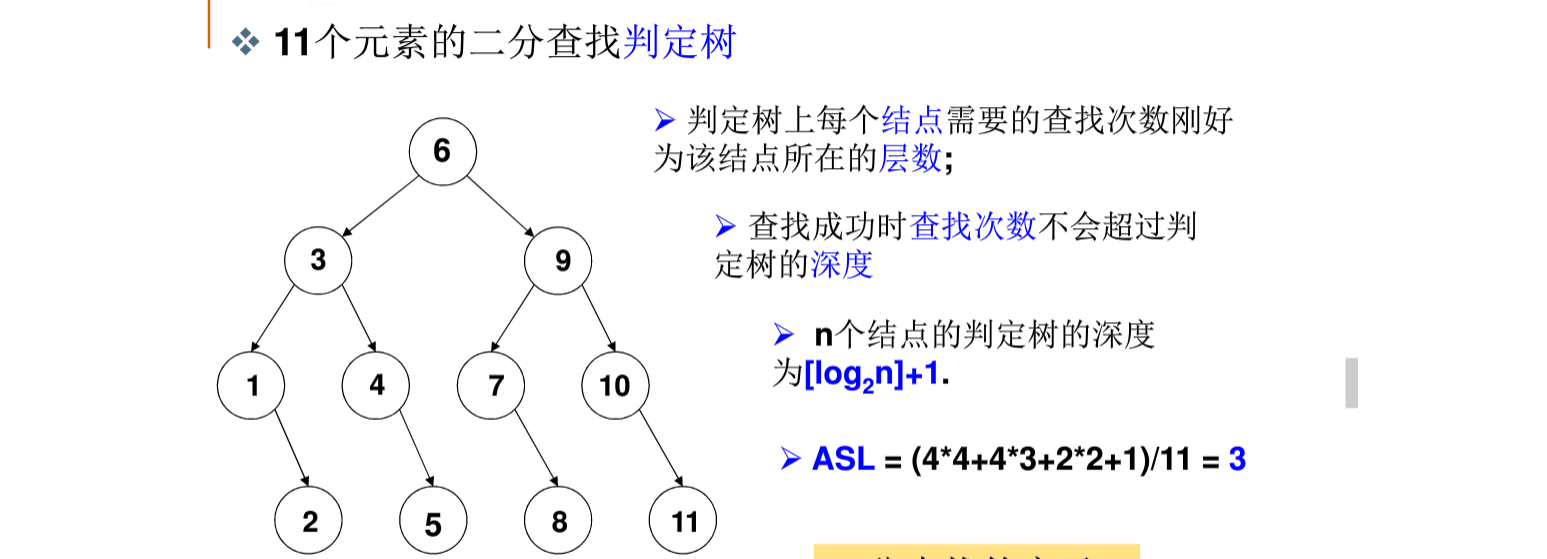 11个元素的二分查找判定树
判定树上每个结点需要的查找次数刚好
为该结点所在的层数;
查找成功时查找次数不会超过判
定树的深度
n个结点的判定树的深度
为[log₂n]+1.
ASL = (4*4+4*3+2*2+1)/11 = 3
6
3
9
1
4
7
10
2
5
8
11